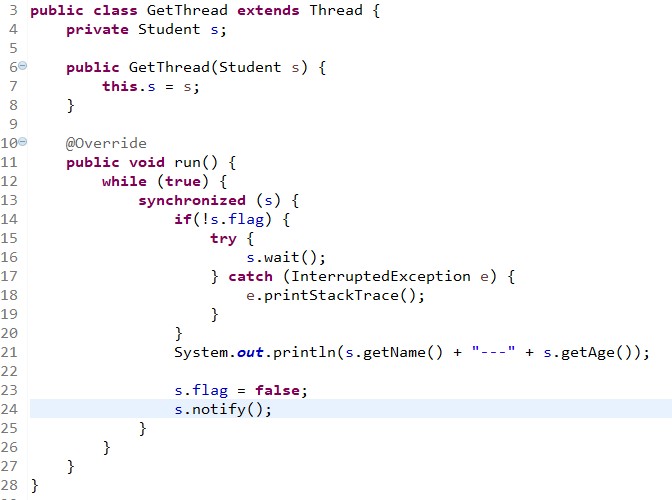 3 public class GetThread extends Thread {
4     private Student s;
5
6     public GetThread(Student s) {
7         this.s = s;
8     }
9
10     @Override
11     public void run() {
12         while (true) {
13             synchronized (s) {
14                 if(!s.flag) {
15                     try {
16                         s.wait();
17                     } catch (InterruptedException e) {
18                         e.printStackTrace();
19                     }
20                 }
21                 System.out.println(s.getName() + "---" + s.getAge());
22
23                 s.flag = false;
24                 s.notify();
25             }
26         }
27     }
28 }